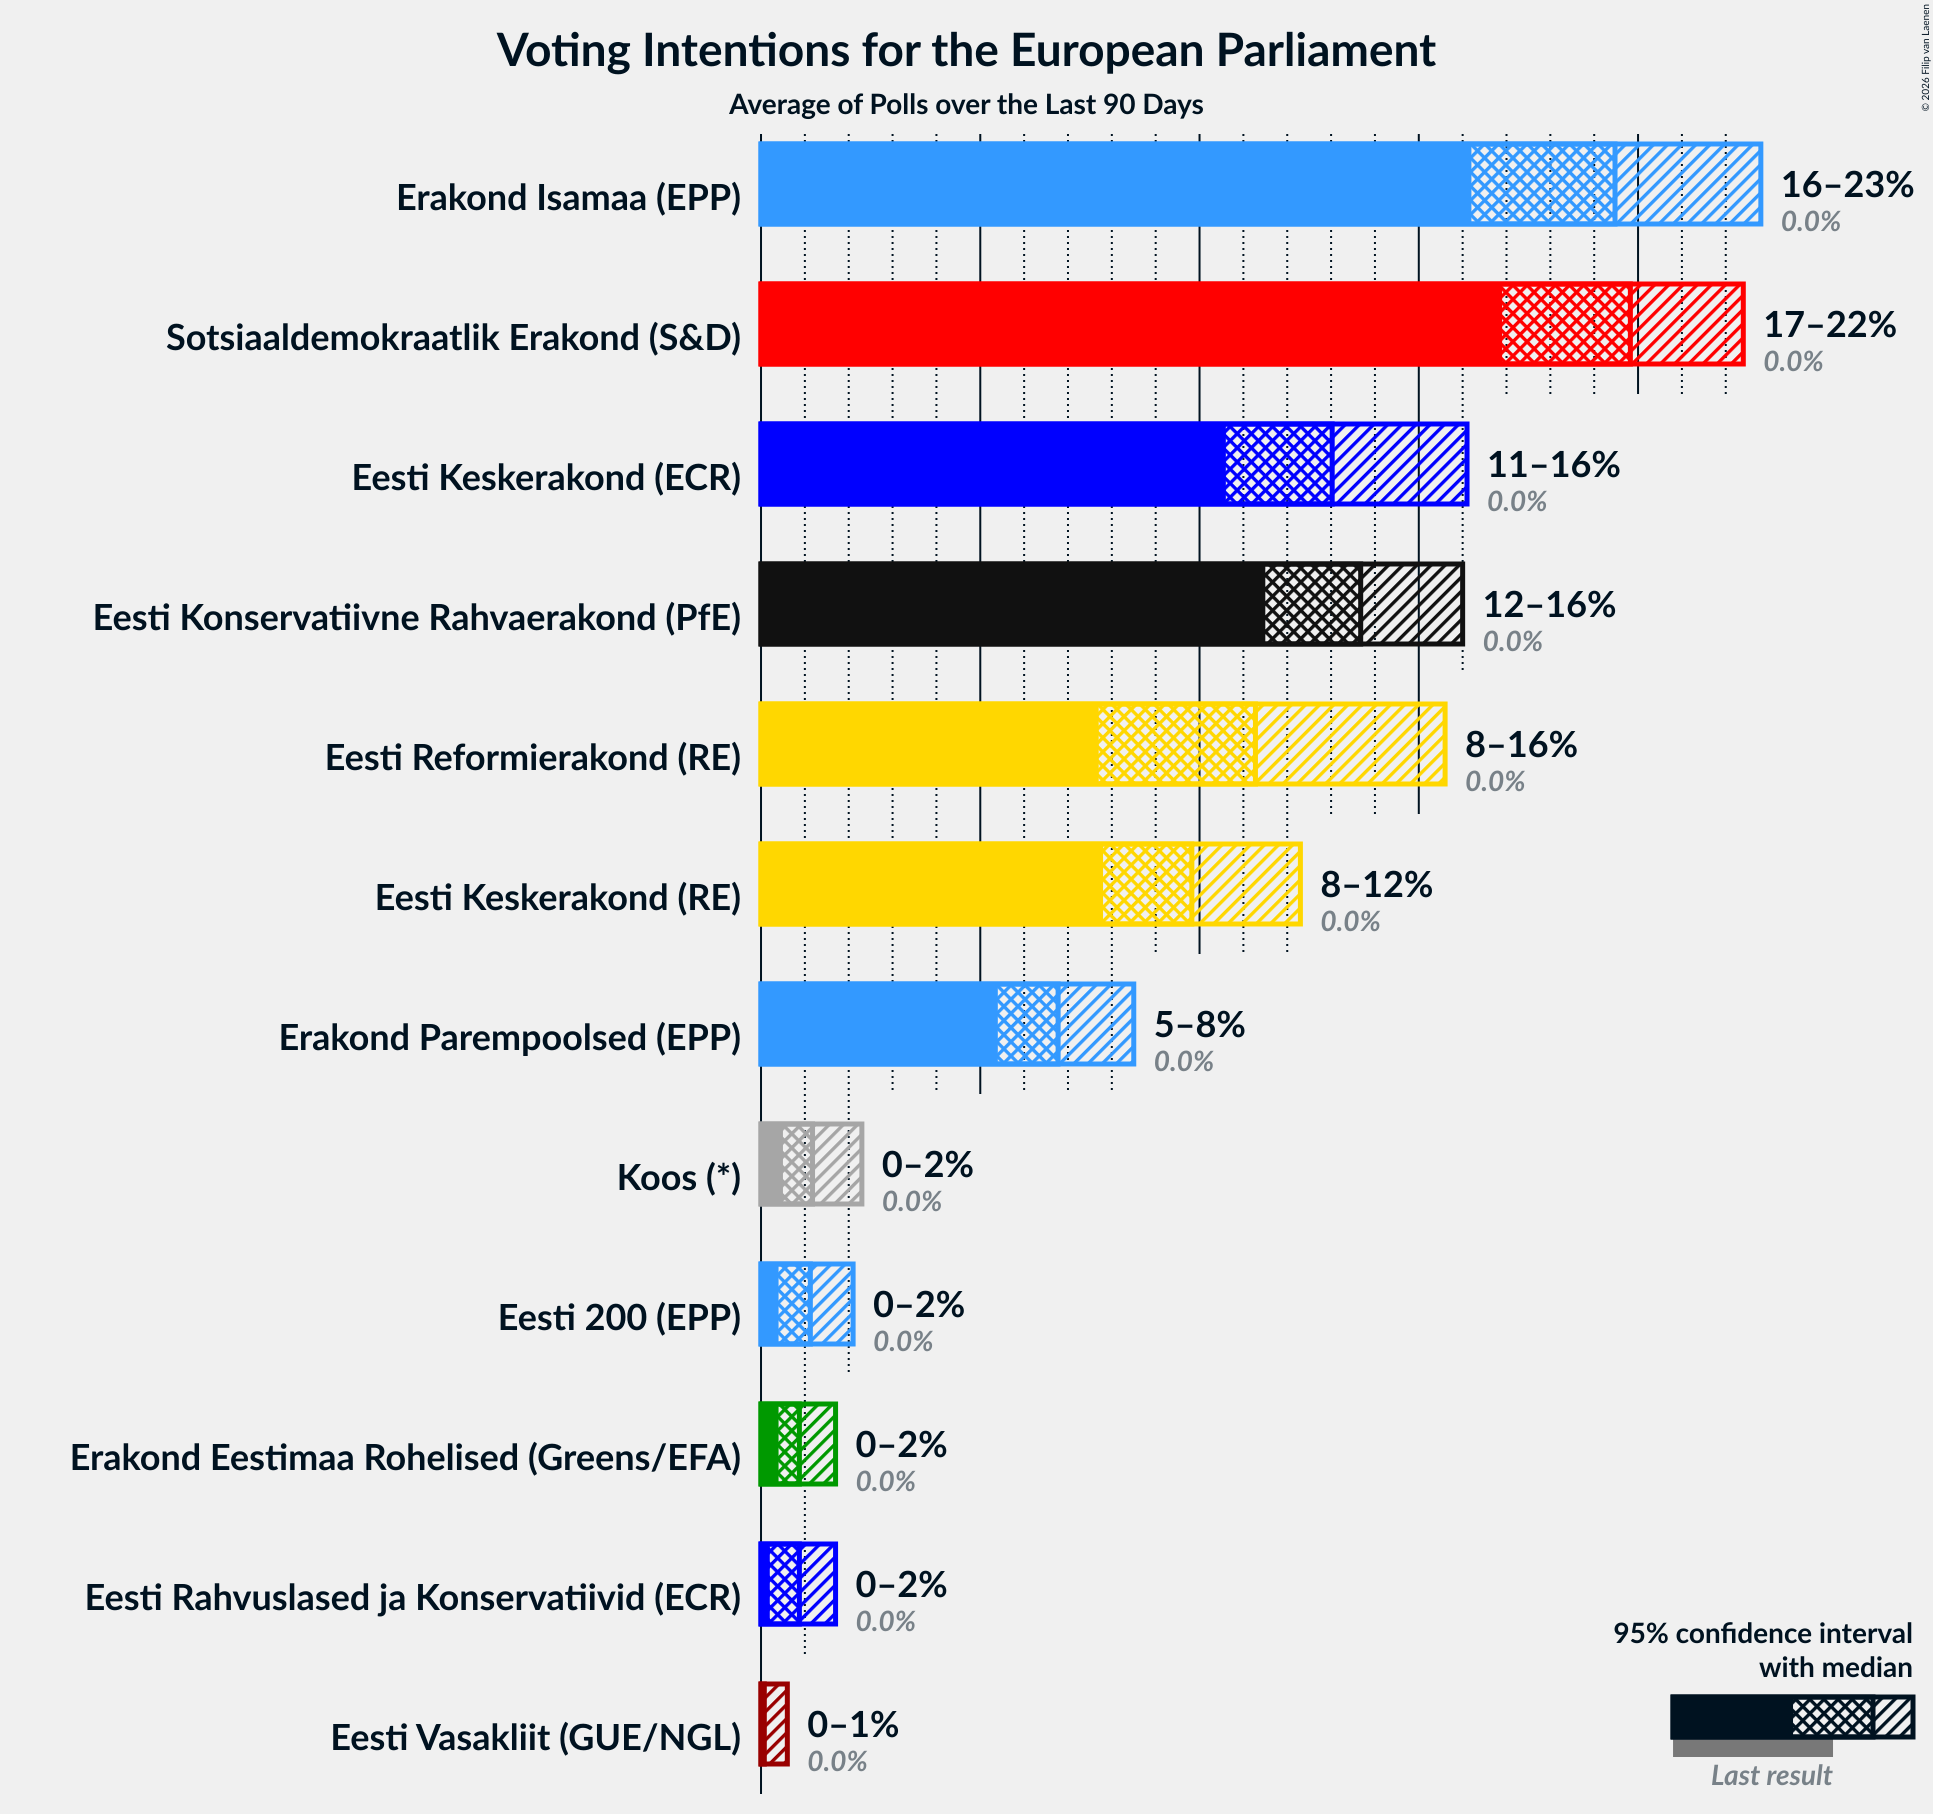 Voting Intentions for the European Parliament
Average of Polls over the Last 90 Days
© 2026 Filip van Laenen
Erakond Isamaa (EPP)
16–23%
0.0%
Sotsiaaldemokraatlik Erakond (S&D)
17–22%
0.0%
Eesti Keskerakond (ECR)
11–16%
0.0%
Eesti Konservatiivne Rahvaerakond (PfE)
12–16%
0.0%
Eesti Reformierakond (RE)
8–16%
0.0%
Eesti Keskerakond (RE)
8–12%
0.0%
Erakond Parempoolsed (EPP)
5–8%
0.0%
Koos (*)
0–2%
0.0%
Eesti 200 (EPP)
0–2%
0.0%
Erakond Eestimaa Rohelised (Greens/EFA)
0–2%
0.0%
Eesti Rahvuslased ja Konservatiivid (ECR)
0–2%
0.0%
Eesti Vasakliit (GUE/NGL)
0–1%
0.0%
95% confidence interval
with median
Last result